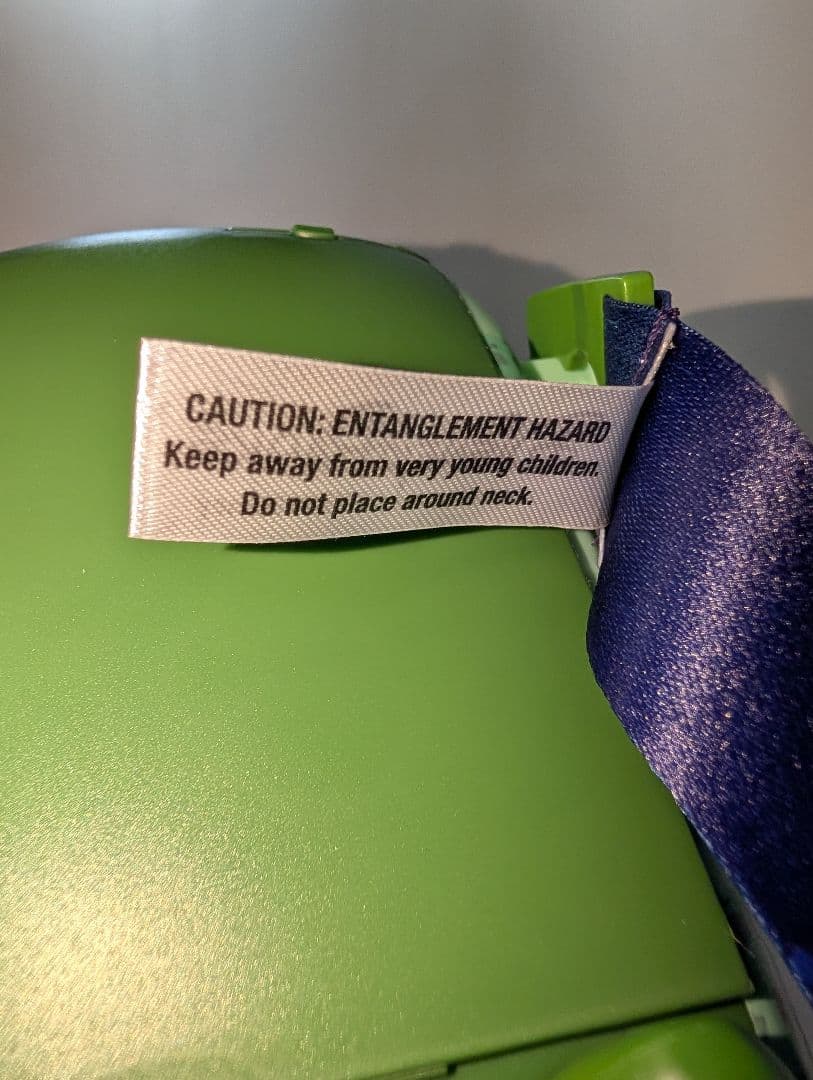 CAUTION: ENTANGLEMENT HAZARD
Keep away from very young children.
Do not place around neck.